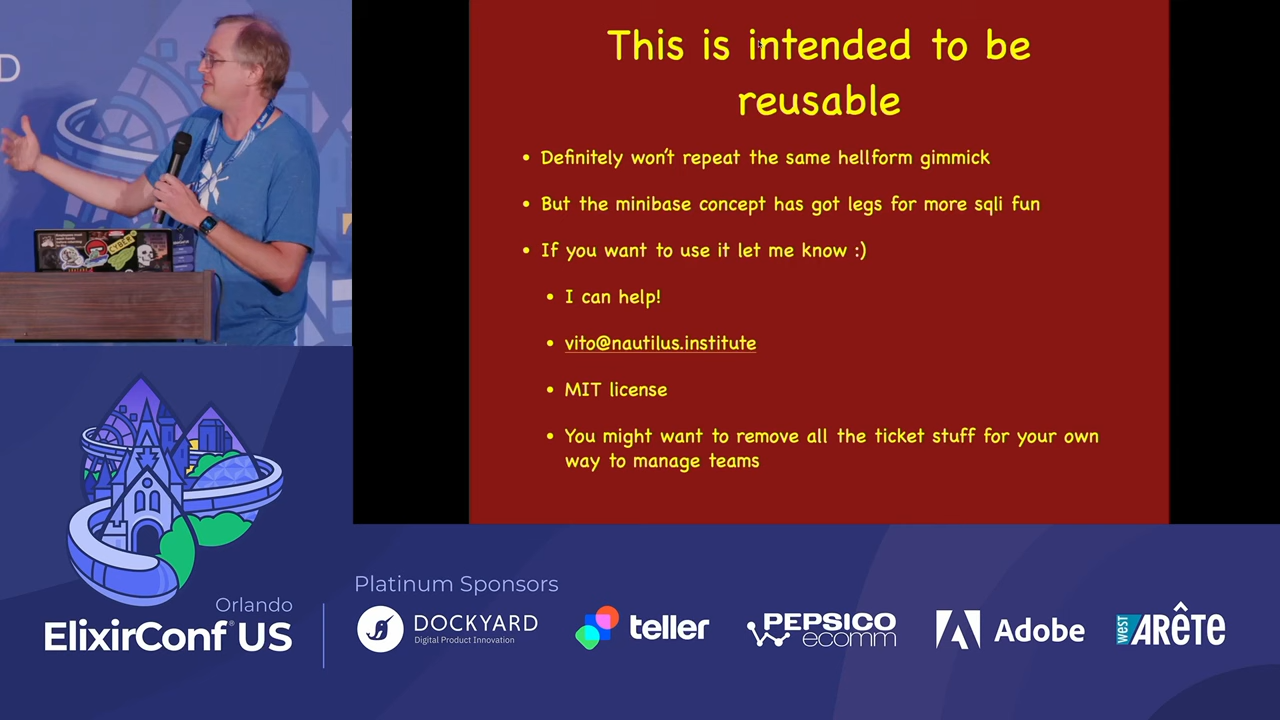 D
CYBER
This is intended to be
reusable
• Definitely won't repeat the same hellform gimmick
• But the minibase concept has got legs for more sqli fun
• If you want to use it let me know :)
• I can help!
• vito@nautilus.institute
• MIT license
• You might want to remove all the ticket stuff for your own
way to manage teams
Orlando
ElixirConf® US
Platinum Sponsors
DOCKYARD
Digital Product Innovation
teller
PEPSICO
ecomm
Adobe
west ARÊTE